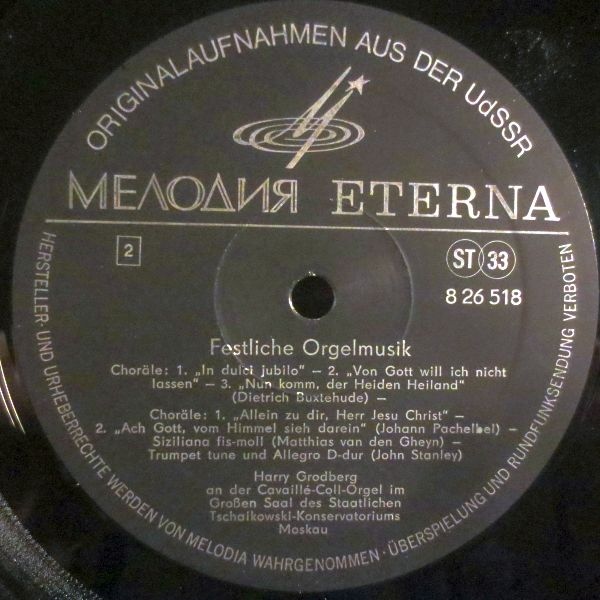 ORIGINALAUFNAHMEN AUS DER UdSSR
МЕЛОДИЯ ETERNA
2
ST 33
8 26 518
Festliche Orgelmusik
Choräle: 1. „In dulci jubilo" – 2. „Von Gott will ich nicht
lassen" – 3. „Nun komm, der Heiden Heiland"
(Dietrich Buxtehude)
Choräle: 1. „Allein zu dir, Herr Jesu Christ" –
2. „Ach Gott, vom Himmel sieh darein" (Johann Pachelbel) –
Siziliana fis-moll (Matthias van den Gheyn) –
Trumpet tune und Allegro D-dur (John Stanley)
Harry Grodberg
an der Cavaillé-Coll-Orgel im
Großen Saal des Staatlichen
Tschaikowski-Konservatoriums
Moskau
HERSTELLER- UND URHEBERRECHTE WERDEN VON MELODIA WAHRGENOMMEN · ÜBERSPIELUNG UND RUNDFUNKSENDUNG VERBOTEN